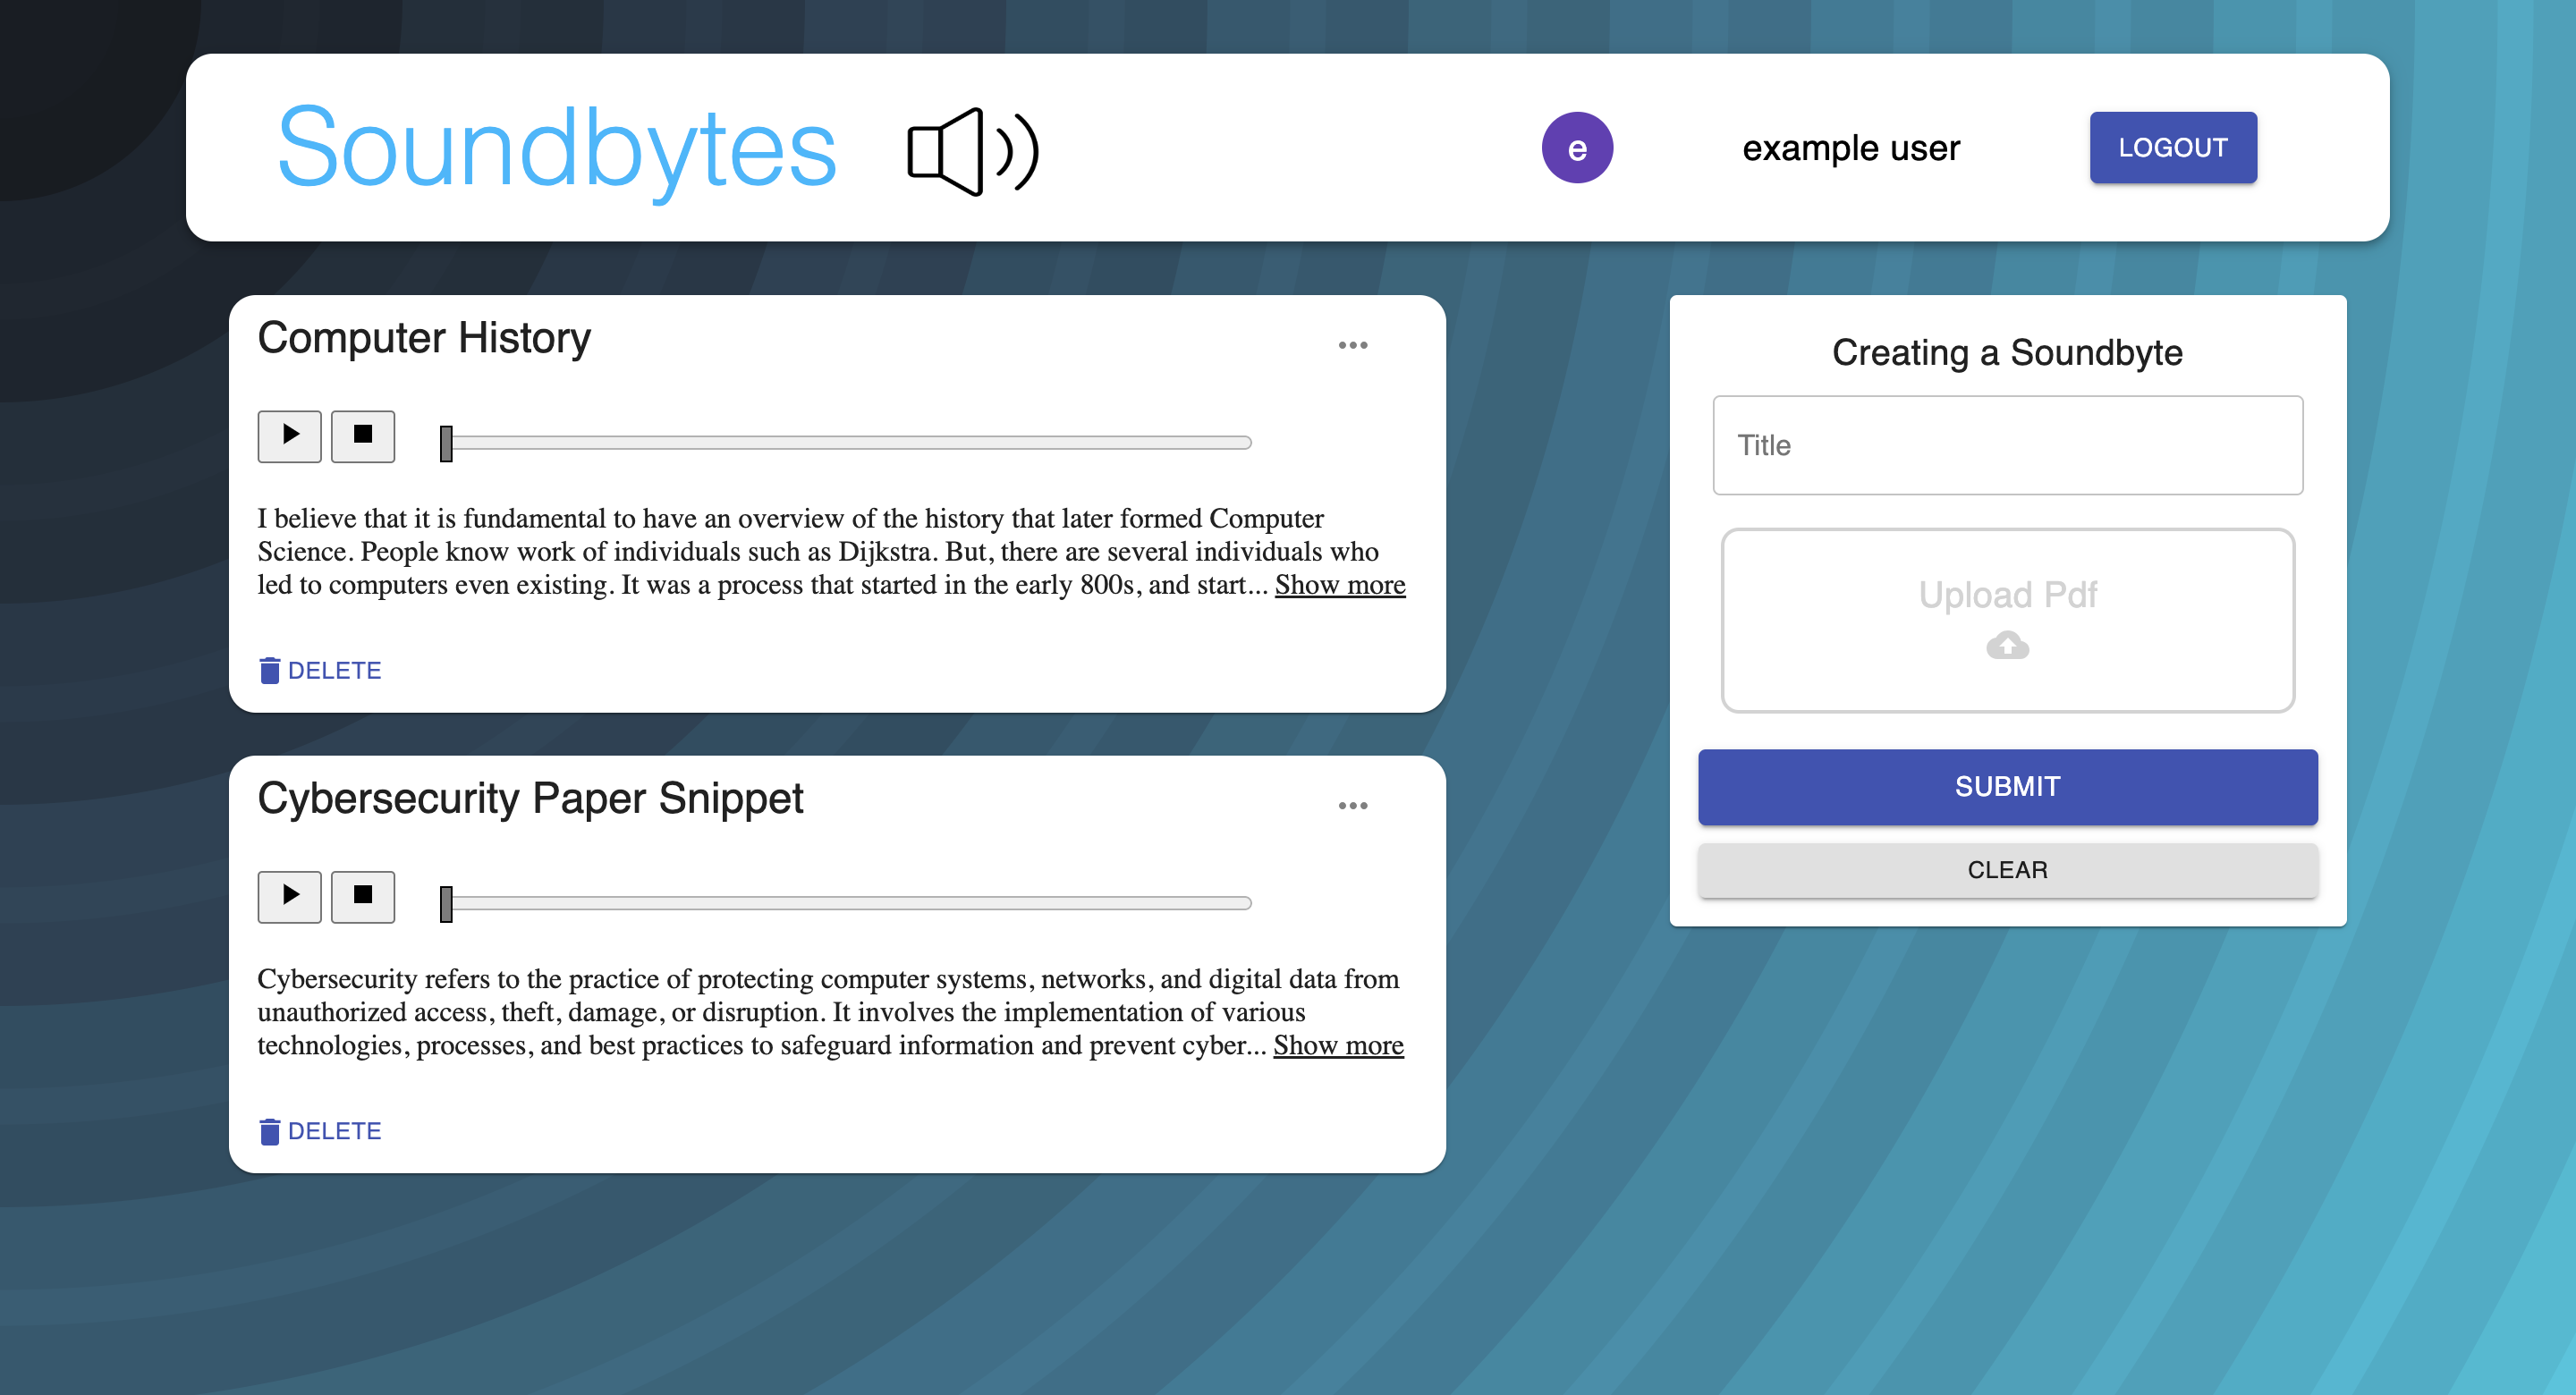 Soundbytes
e
example user
LOGOUT
Computer History
I believe that it is fundamental to have an overview of the history that later formed Computer
Science. People know work of individuals such as Dijkstra. But, there are several individuals who
led to computers even existing. It was a process that started in the early 800s, and start... Show more
DELETE
Cybersecurity Paper Snippet
Cybersecurity refers to the practice of protecting computer systems, networks, and digital data from
unauthorized access, theft, damage, or disruption. It involves the implementation of various
technologies, processes, and best practices to safeguard information and prevent cyber... Show more
DELETE
Creating a Soundbyte
Title
Upload Pdf
SUBMIT
CLEAR